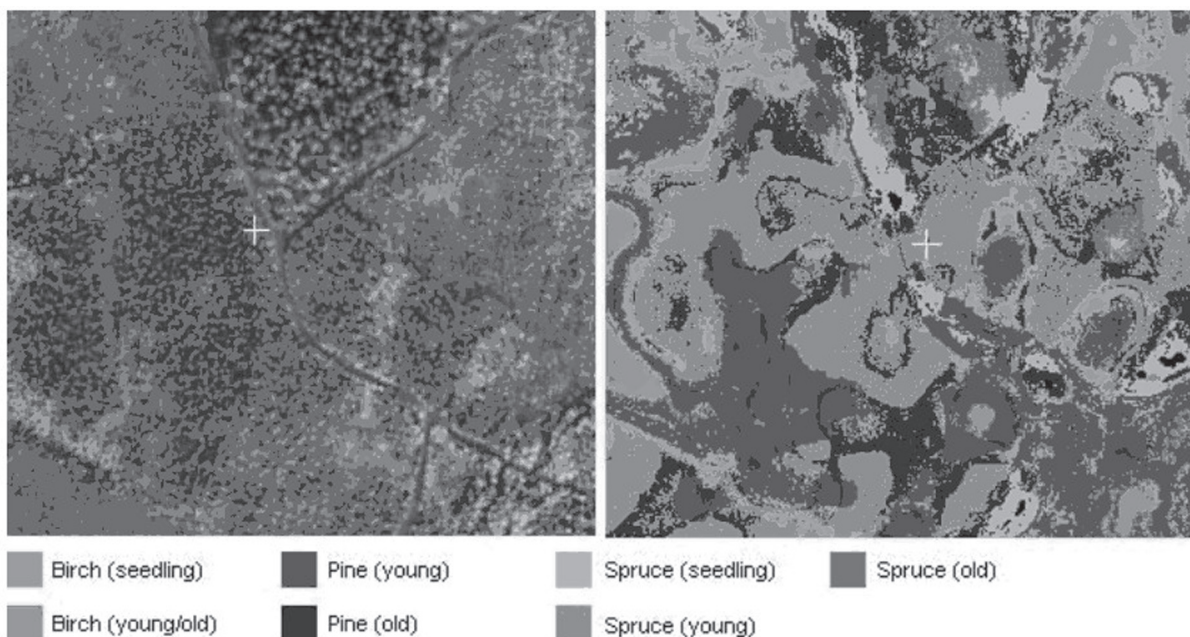 Birch (seedling) Pine (young) Spruce (seedling) Spruce (old)
Birch (young/old) Pine (old) Spruce (young)